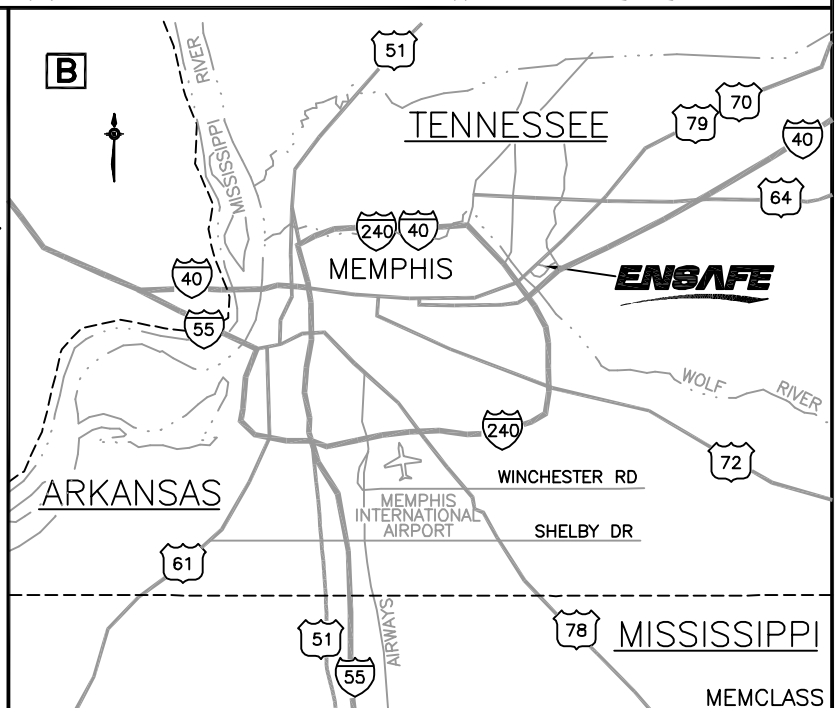 B
51
RIVER
MISSISSIPPI
TENNESSEE
70
79
40
64
240
40
MEMPHIS
40
ENSAFE
55
WOLF RIVER
240
72
WINCHESTER RD
ARKANSAS
MEMPHIS
INTERNATIONAL
AIRPORT
SHELBY DR
61
AIRWAYS
51
78
MISSISSIPPI
55
MEMCLASS